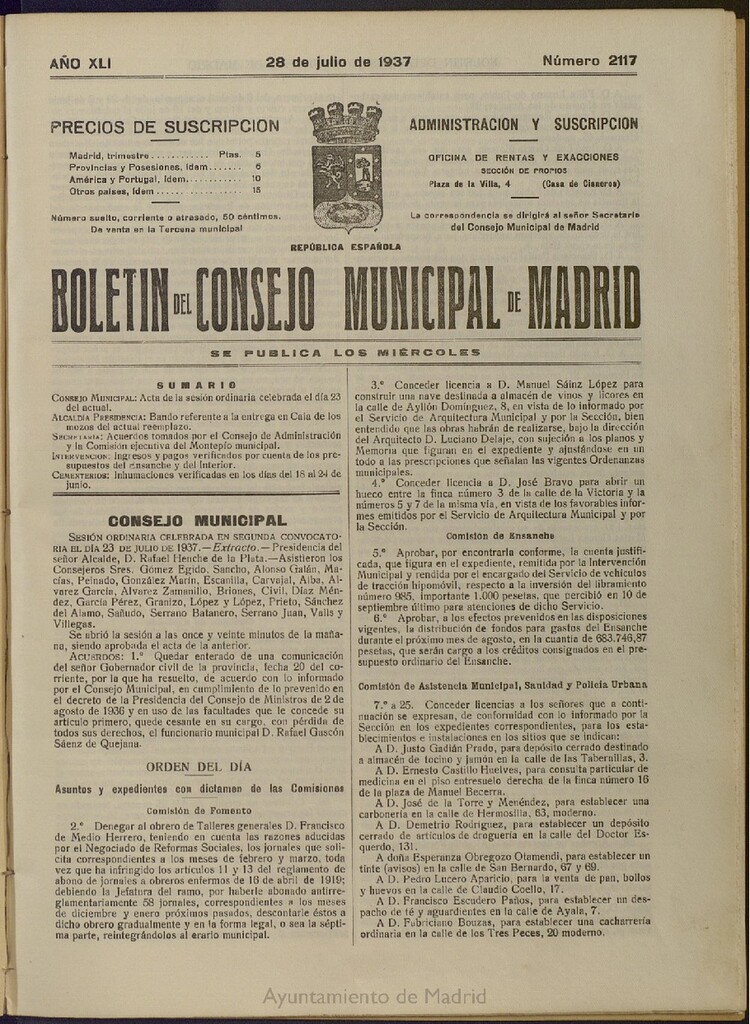 AÑO XLI
28 de julio de 1937
Número 2117
PRECIOS DE SUSCRIPCION
Madrid, trimestre ............ Ptas. 5
Provincias y Posesiones, ídem....... 6
América y Portugal, ídem........... 10
Otros países, ídem ................ 15
Número suelto, corriente o atrasado, 50 céntimos.
De venta en la Tercena municipal
ADMINISTRACION Y SUSCRIPCION
OFICINA DE RENTAS Y EXACCIONES
SECCIÓN DE PROPIOS
Plaza de la Villa, 4 (Casa de Cisneros)
La correspondencia se dirigirá al señor Secretario
del Consejo Municipal de Madrid
REPÚBLICA ESPAÑOLA
BOLETIN DEL CONSEJO MUNICIPAL DE MADRID
SE PUBLICA LOS MIÉRCOLES
SUMARIO
CONSEJO MUNICIPAL: Acta de la sesión ordinaria celebrada el día 23
del actual.
ALCALDÍA PRESIDENCIA: Bando referente a la entrega en Caja de los
mozos del actual reemplazo.
SECRETARÍA: Acuerdos tomados por el Consejo de Administración
y la Comisión ejecutiva del Montepío municipal.
INTERVENCIÓN: Ingresos y pagos verificados por cuenta de los pre-
supuestos del ensanche y del interior.
CEMENTERIOS: Inhumaciones verificadas en los días del 18 al 24 de
junio.
CONSEJO MUNICIPAL
SESIÓN ORDINARIA CELEBRADA EN SEGUNDA CONVOCATO-
RIA EL DÍA 23 DE JULIO DE 1937.—Extracto.—Presidencia del
señor Alcalde, D. Rafael Henche de la Plata.—Asistieron los
Consejeros Sres. Gómez Egido, Sancho, Alonso Galán, Ma-
cías, Peinado, González Marín, Escanilla, Carvajal, Alba, Al-
varez García, Alvarez Zamanillo, Briones, Civil, Díaz Mén-
dez, García Pérez, Granizo, López y López, Prieto, Sánchez
del Alamo, Sañudo, Serrano Batanero, Serrano Juan, Valls y
Villegas.
Se abrió la sesión a las once y veinte minutos de la maña-
na, siendo aprobada el acta de la anterior.
ACUERDOS: 1.º Quedar enterado de una comunicación
del señor Gobernador civil de la provincia, fecha 20 del co-
rriente, por la que ha resuelto, de acuerdo con lo informado
por el Consejo Municipal, en cumplimiento de lo prevenido en
el decreto de la Presidencia del Consejo de Ministros de 2 de
agosto de 1936 y en uso de las facultades que le concede su
artículo primero, quede cesante en su cargo, con pérdida de
todos sus derechos, el funcionario municipal D. Rafael Gascón
Sáenz de Quejana.
ORDEN DEL DÍA
Asuntos y expedientes con dictamen de las Comisiones
Comisión de Fomento
2.º Denegar al obrero de Talleres generales D. Francisco
de Medio Herrero, teniendo en cuenta las razones aducidas
por el Negociado de Reformas Sociales, los jornales que so-
licita correspondientes a los meses de febrero y marzo, toda
vez que ha infringido los artículos 11 y 13 del reglamento de
abono de jornales a obreros enfermos de 16 de abril de 1919;
debiendo la Jefatura del ramo, por haberle abonado antirre-
glamentariamente 58 jornales, correspondientes a los meses
de diciembre y enero próximos pasados, descontarle éstos a
dicho obrero gradualmente y en la forma legal, o sea la sépti-
ma parte, reintegrándolos al erario municipal.
3.º Conceder licencia a D. Manuel Sáinz López para
construir una nave destinada a almacén de vinos y licores en
la calle de Ayllón Domínguez, 8, en vista de lo informado por
el Servicio de Arquitectura Municipal y por la Sección, bien
entendido que las obras habrán de realizarse, bajo la dirección
del Arquitecto D. Luciano Delaje, con sujeción a los planos y
Memoria que figuran en el expediente y ajustándose en un
todo a las prescripciones que señalan las vigentes Ordenanzas
municipales.
4.º Conceder licencia a D. José Bravo para abrir un
hueco entre la finca número 3 de la calle de la Victoria y la
números 5 y 7 de la misma vía, en vista de los favorables infor-
mes emitidos por el Servicio de Arquitectura Municipal y por
la Sección.
Comisión de Ensanche
5.º Aprobar, por encontrarla conforme, la cuenta justifi-
cada, que figura en el expediente, remitida por la Intervención
Municipal y rendida por el encargado del Servicio de vehículos
de tracción hipomóvil, respecto a la inversión del libramiento
número 985, importante 1.000 pesetas, que percibió en 10 de
septiembre último para atenciones de dicho Servicio.
6.º Aprobar, a los efectos prevenidos en las disposiciones
vigentes, la distribución de fondos para gastos del Ensanche
durante el próximo mes de agosto, en la cuantía de 683.746,87
pesetas, que serán cargo a los créditos consignados en el pre-
supuesto ordinario del Ensanche.
Comisión de Asistencia Municipal, Sanidad y Policía Urbana
7.º a 25. Conceder licencias a los señores que a conti-
nuación se expresan, de conformidad con lo informado por la
Sección en los expedientes correspondientes, para los esta-
blecimientos e instalaciones en los sitios que se indican:
A D. Justo Gadián Prado, para depósito cerrado destinado
a almacén de tocino y jamón en la calle de las Tabernillas, 3.
A D. Ernesto Castillo Huelves, para consulta particular de
medicina en el piso entresuelo derecha de la finca número 16
de la plaza de Manuel Becerra.
A D. José de la Torre y Menéndez, para establecer una
carbonería en la calle de Hermosilla, 63, moderno.
A D. Demetrio Rodríguez, para establecer un depósito
cerrado de artículos de droguería en la calle del Doctor Es-
querdo, 131.
A doña Esperanza Obregozo Otamendi, para establecer un
tinte (avisos) en la calle de San Bernardo, 67 y 69.
A D. Pedro Lucero Aparicio, para la venta de pan, bollos
y huevos en la calle de Claudio Coello, 17.
A D. Francisco Escudero Paños, para establecer un des-
pacho de té y aguardientes en la calle de Ayala, 7.
A D. Fabriciano Bouzas, para establecer una cacharrería
ordinaria en la calle de los Tres Peces, 20 moderno.
Ayuntamiento de Madrid